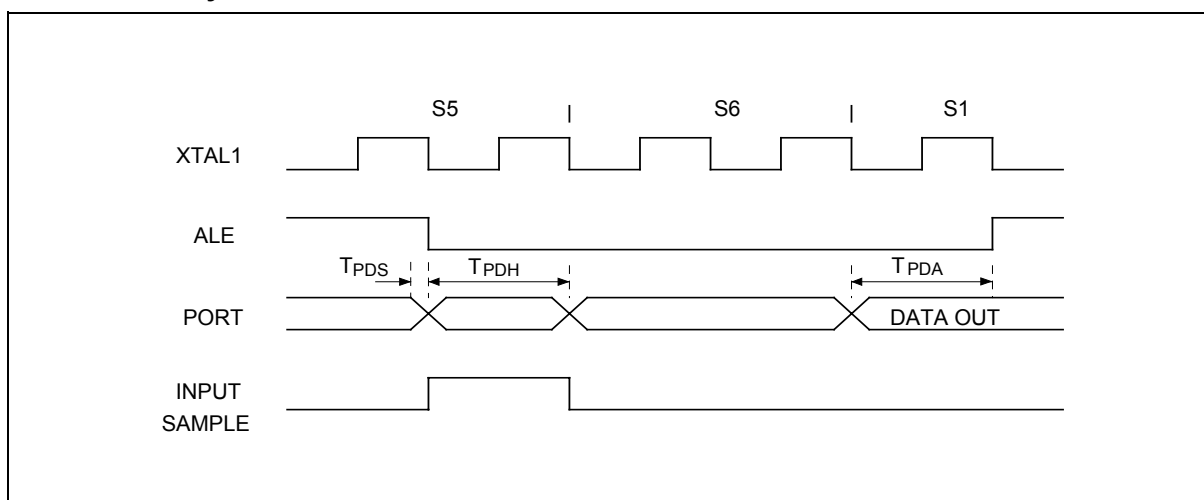 S5 | S6 | S1
XTAL1
ALE
TPDS TPDH TPDA
PORT DATA OUT
INPUT
SAMPLE